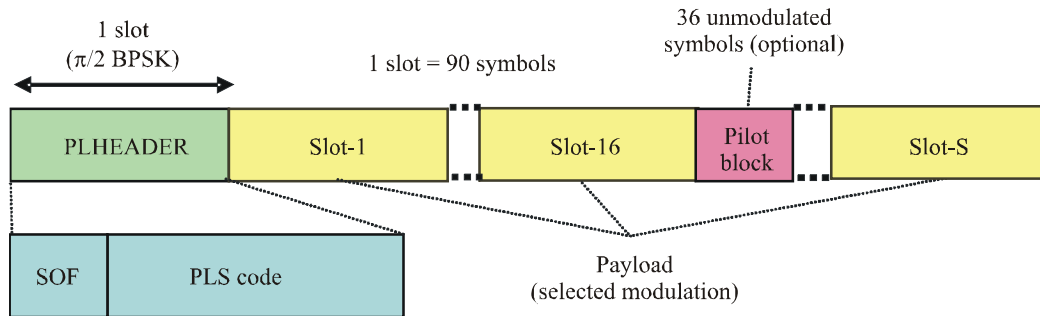 1 slot
(π/2 BPSK)
1 slot = 90 symbols
36 unmodulated
symbols (optional)
PLHEADER
Slot-1
Slot-16
Pilot
block
Slot-S
SOF
PLS code
Payload
(selected modulation)